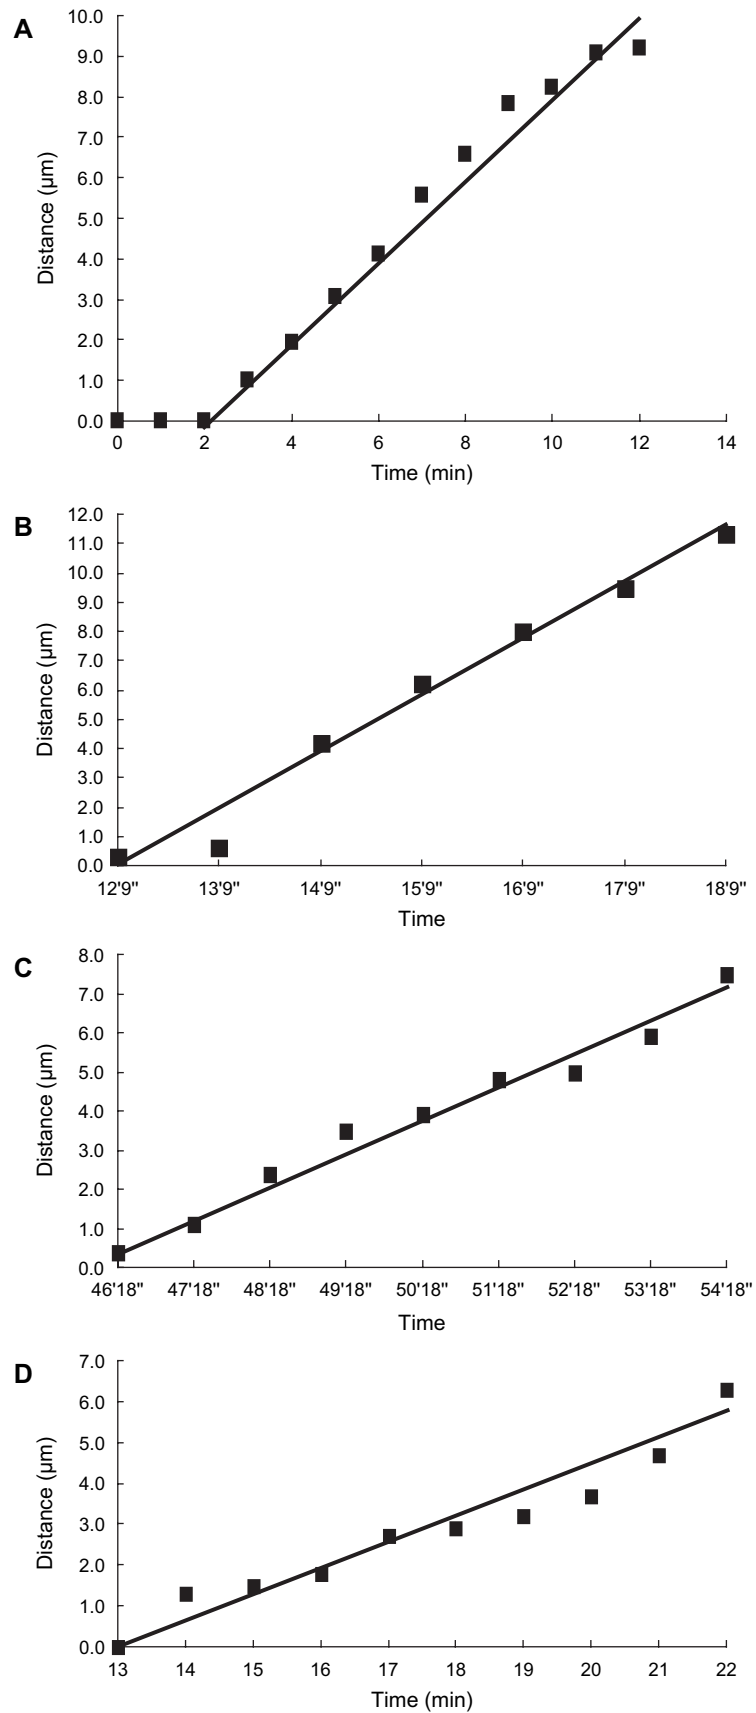 A
10.0
9.0
8.0
7.0
6.0
5.0
4.0
3.0
2.0
1.0
0.0
Distance (µm)
0 2 4 6 8 10 12 14
Time (min)
B
12.0
11.0
10.0
9.0
8.0
7.0
6.0
5.0
4.0
3.0
2.0
1.0
0.0
Distance (µm)
12'9" 13'9" 14'9" 15'9" 16'9" 17'9" 18'9"
Time
C
8.0
7.0
6.0
5.0
4.0
3.0
2.0
1.0
0.0
Distance (µm)
46'18" 47'18" 48'18" 49'18" 50'18" 51'18" 52'18" 53'18" 54'18"
Time
D
7.0
6.0
5.0
4.0
3.0
2.0
1.0
0.0
Distance (µm)
13 14 15 16 17 18 19 20 21 22
Time (min)